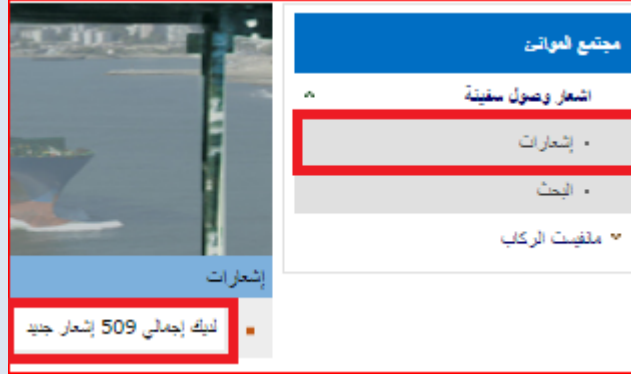 مجتمع الموانئ
اشعار وصول سفينة
إشعارات
البحث
مانفيست الركاب
إشعارات
لديك إجمالي 509 إشعار جديد